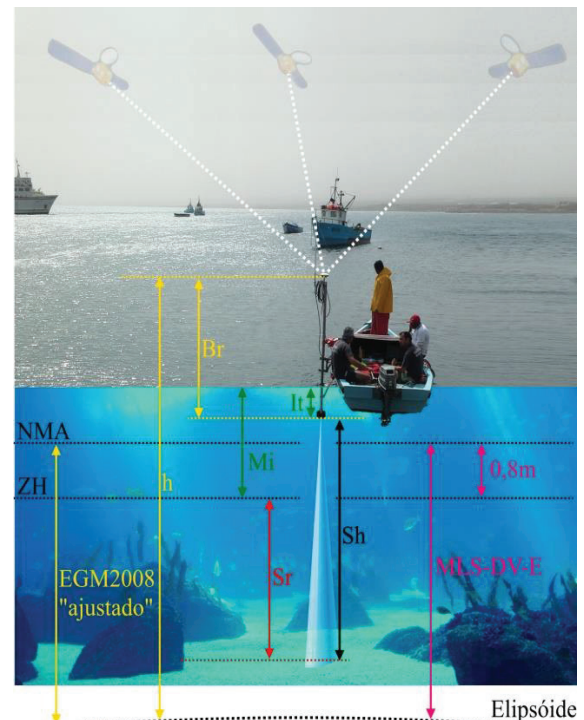 Br
It
NMA
Mi
h
0,8m
ZH
Sh
MLS-DV-E
Sr
EGM2008
"ajustado"
Elipsóide